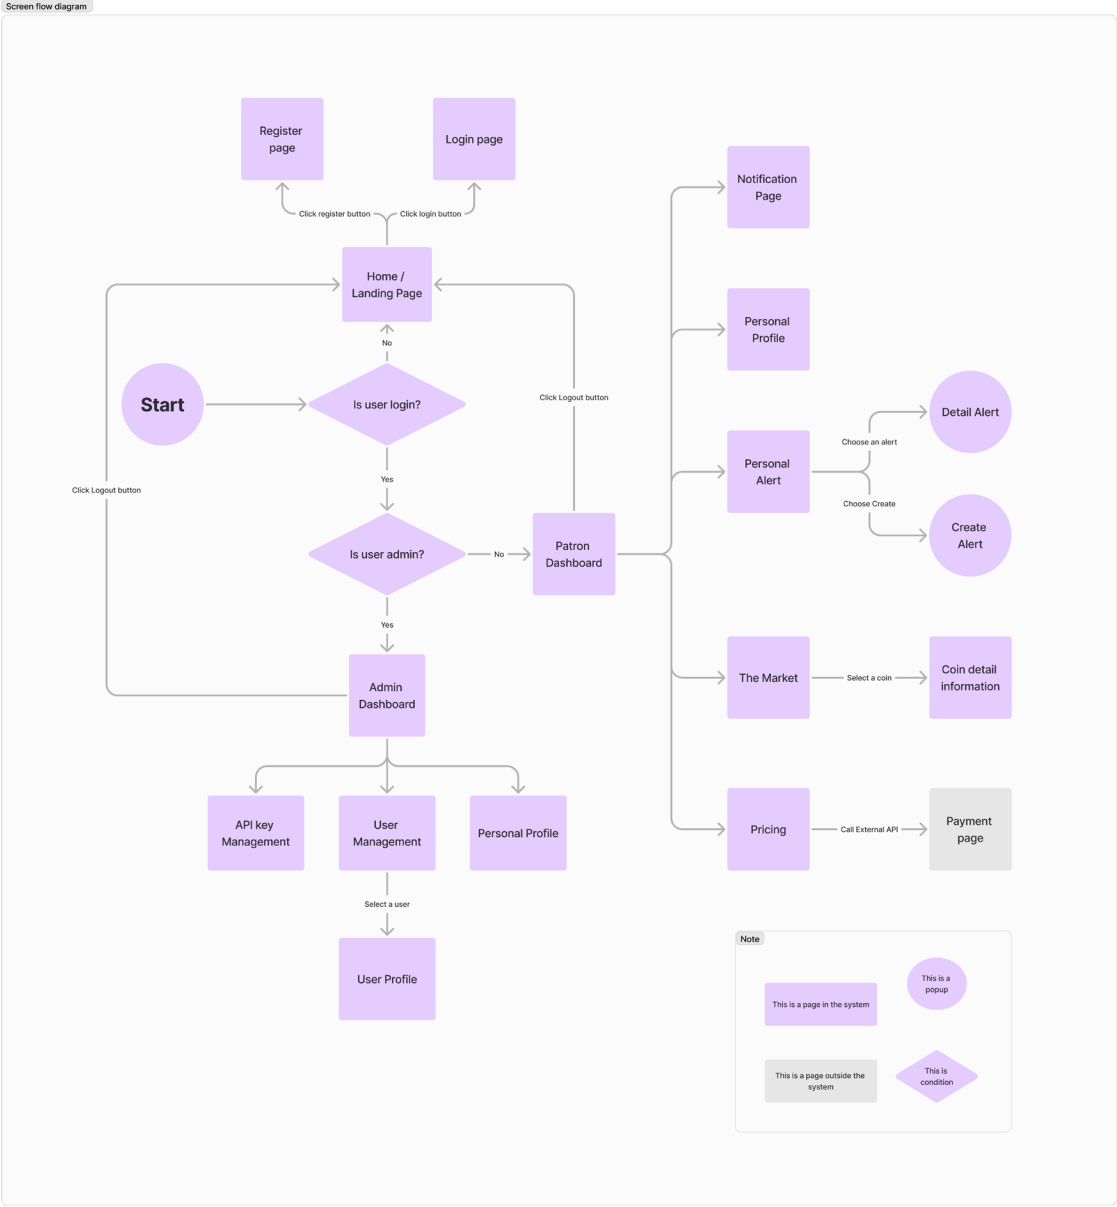 Screen flow diagram
Register
page
Login page
Click register button
Click login button
Home /
Landing Page
No
Start
Is user login?
Click Logout button
Yes
Click Logout button
Is user admin?
No
Patron
Dashboard
Yes
Admin
Dashboard
API key
Management
User
Management
Personal Profile
Select a user
User Profile
Notification
Page
Personal
Profile
Personal
Alert
Choose an alert
Detail Alert
Choose Create
Create
Alert
The Market
Select a coin
Coin detail
information
Pricing
Call External API
Payment
page
Note
This is a page in the system
This is a
popup
This is a page outside the
system
This is
condition